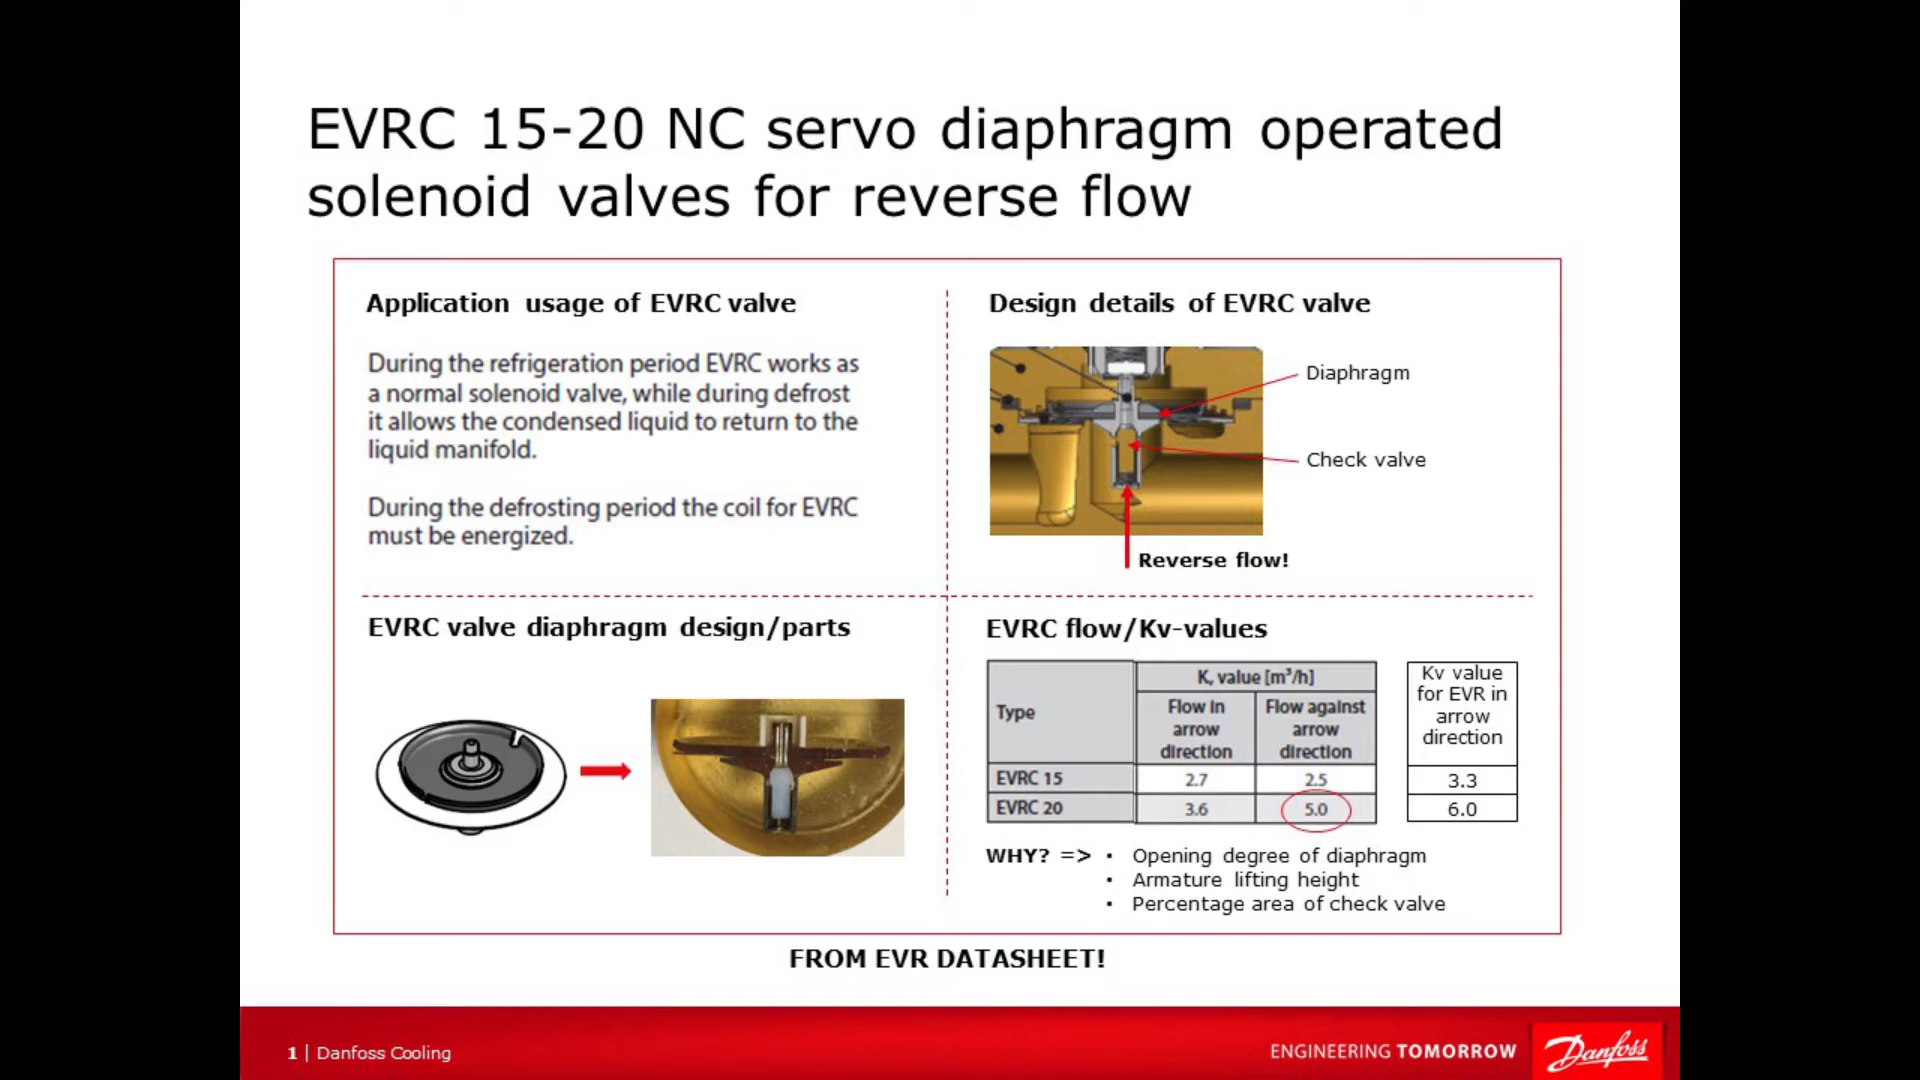 EVRC 15-20 NC servo diaphragm operated
solenoid valves for reverse flow
Application usage of EVRC valve
During the refrigeration period EVRC works as
a normal solenoid valve, while during defrost
it allows the condensed liquid to return to the
liquid manifold.
During the defrosting period the coil for EVRC
must be energized.
Design details of EVRC valve
Diaphragm
Check valve
Reverse flow!
EVRC valve diaphragm design/parts
EVRC flow/Kv-values
Type
Kv value [m³/h]
Flow in
arrow
direction
Flow against
arrow
direction
EVRC 15 2.7 2.5
EVRC 20 3.6 5.0
Kv value
for EVR in
arrow
direction
3.3
6.0
WHY? => • Opening degree of diaphragm
• Armature lifting height
• Percentage area of check valve
FROM EVR DATASHEET!
1 | Danfoss Cooling
ENGINEERING TOMORROW
Danfoss